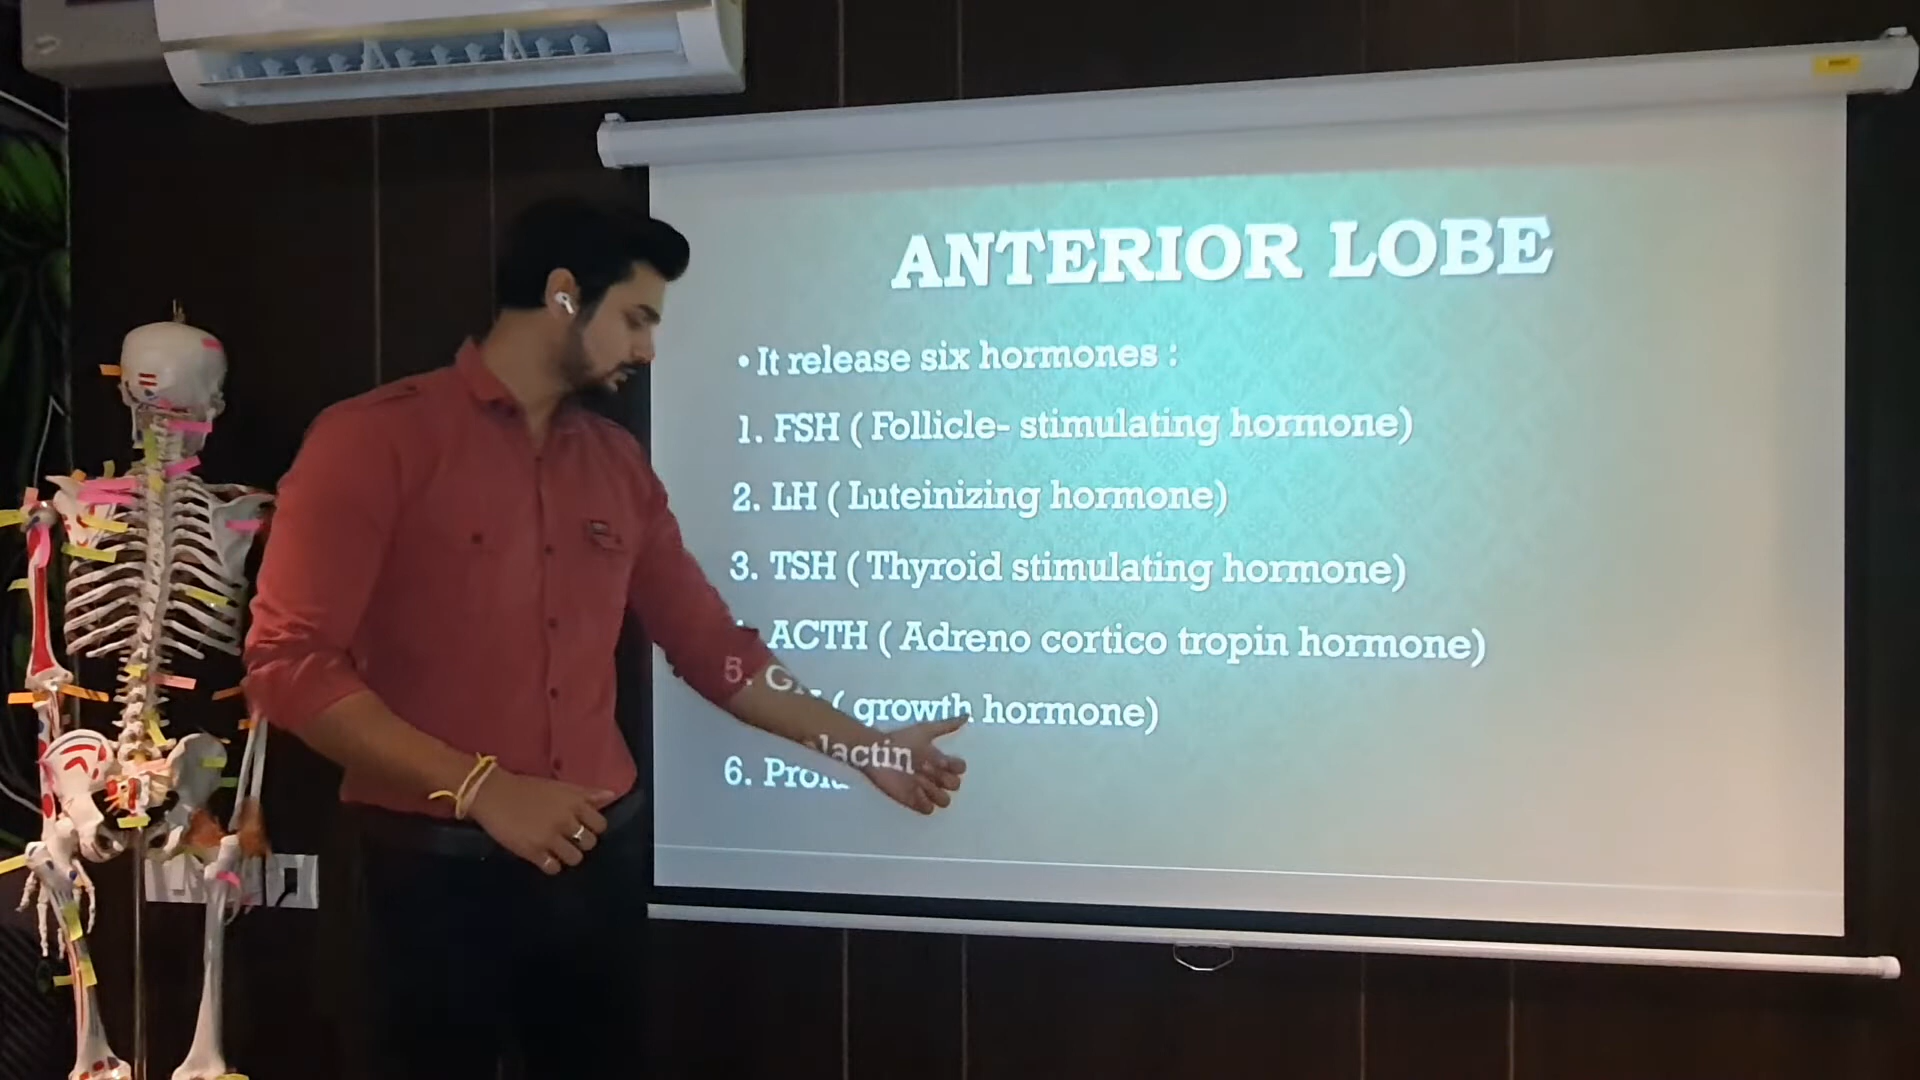 ANTERIOR LOBE
• It release six hormones :
1. FSH ( Follicle- stimulating hormone)
2. LH ( Luteinizing hormone)
3. TSH ( Thyroid stimulating hormone)
ACTH ( Adreno cortico tropin hormone)
5. ( growth hormone)
6. Prolactin